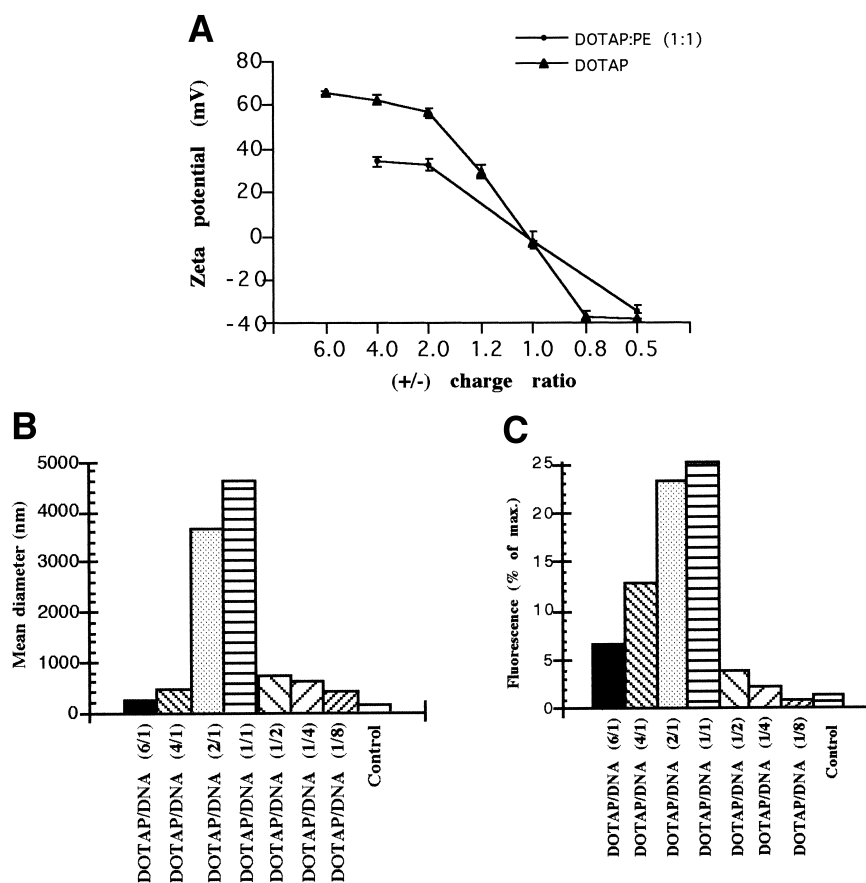 A
DOTAP:PE (1:1)
DOTAP
80
60
40
20
0
-20
-40
Zeta potential (mV)
6.0 4.0 2.0 1.2 1.0 0.8 0.5
(+/-) charge ratio
B
5000
4000
3000
2000
1000
0
Mean diameter (nm)
DOTAP/DNA (6/1)
DOTAP/DNA (4/1)
DOTAP/DNA (2/1)
DOTAP/DNA (1/1)
DOTAP/DNA (1/2)
DOTAP/DNA (1/4)
DOTAP/DNA (1/8)
Control
C
25
20
15
10
5
0
Fluorescence (% of max.)
DOTAP/DNA (6/1)
DOTAP/DNA (4/1)
DOTAP/DNA (2/1)
DOTAP/DNA (1/1)
DOTAP/DNA (1/2)
DOTAP/DNA (1/4)
DOTAP/DNA (1/8)
Control